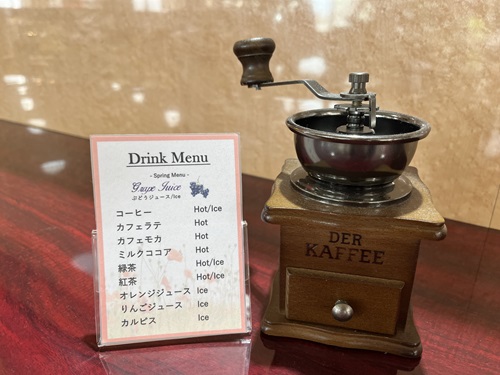 Drink Menu
- Spring Menu -
Grape Juice
ぶどうジュース/Ice
コーヒー Hot/Ice
カフェラテ Hot
カフェモカ Hot
ミルクココア Hot
緑茶 Hot/Ice
紅茶 Hot/Ice
オレンジジュース Ice
りんごジュース Ice
カルピス Ice
DER
KAFFEE